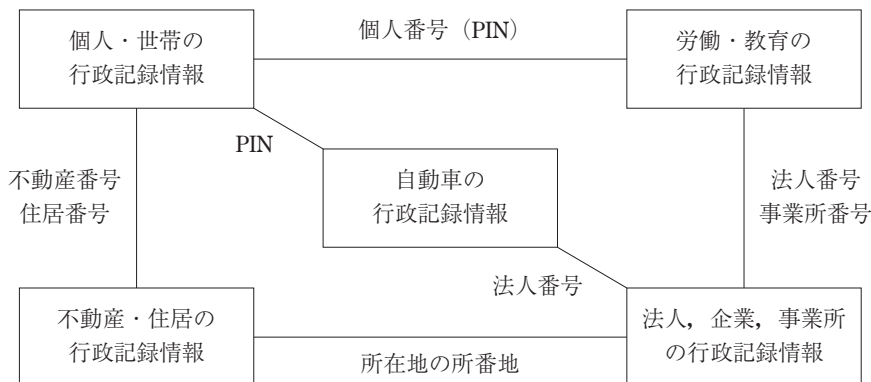 個人・世帯の
行政記録情報
個人番号（PIN）
労働・教育の
行政記録情報
PIN
不動産番号
住居番号
自動車の
行政記録情報
法人番号
事業所番号
法人番号
不動産・住居の
行政記録情報
所在地の所番地
法人，企業，事業所
の行政記録情報